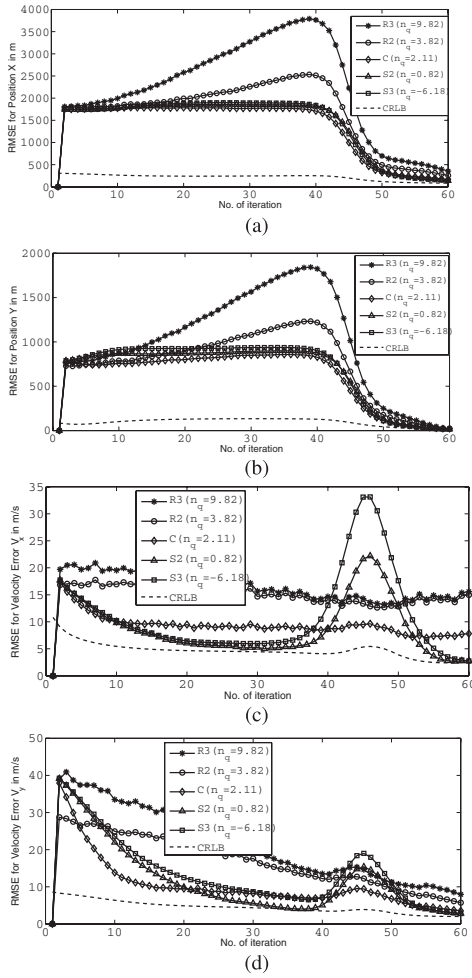 4000
3500
3000
2500
2000
1500
1000
500
0
RMSE for Position X in m
R3(n_q=9.82)
R2(n_q=3.82)
C(n_q=2.11)
S2(n_q=0.82)
S3(n_q=-6.18)
CRLB
0 10 20 30 40 50 60
No. of iteration
(a)
2000
1500
1000
500
0
RMSE for Position Y in m
R3(n_q=9.82)
R2(n_q=3.82)
C(n_q=2.11)
S2(n_q=0.82)
S3(n_q=-6.18)
CRLB
0 10 20 30 40 50 60
No. of iteration
(b)
35
30
25
20
15
10
5
0
RMSE for Velocity Error V_x in m/s
R3(n_q=9.82)
R2(n_q=3.82)
C(n_q=2.11)
S2(n_q=0.82)
S3(n_q=-6.18)
CRLB
0 10 20 30 40 50 60
No. of iteration
(c)
50
40
30
20
10
0
RMSE for Velocity Error V_y in m/s
R3(n_q=9.82)
R2(n_q=3.82)
C(n_q=2.11)
S2(n_q=0.82)
S3(n_q=-6.18)
CRLB
0 10 20 30 40 50 60
No. of iteration
(d)